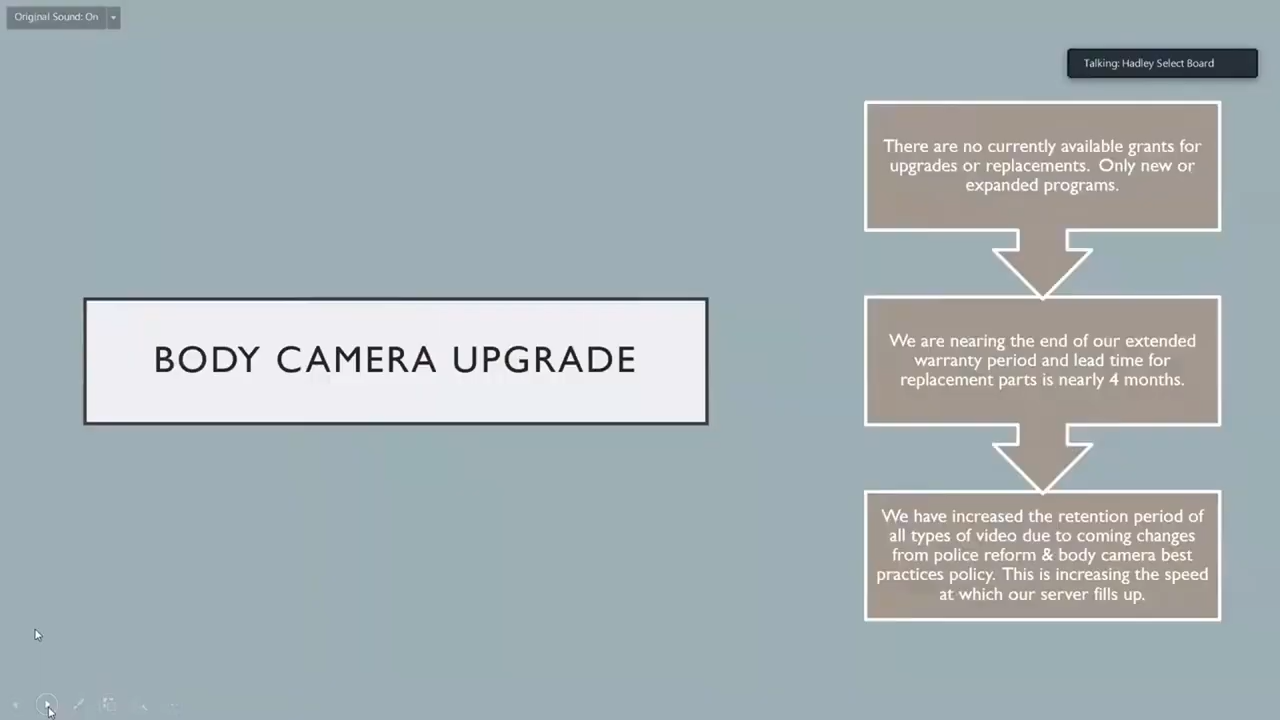 Original Sound: On
Talking: Hadley Select Board
There are no currently available grants for
upgrades or replacements. Only new or
expanded programs.
BODY CAMERA UPGRADE
We are nearing the end of our extended
warranty period and lead time for
replacement parts is nearly 4 months.
We have increased the retention period of
all types of video due to coming changes
from police reform & body camera best
practices policy. This is increasing the speed
at which our server fills up.